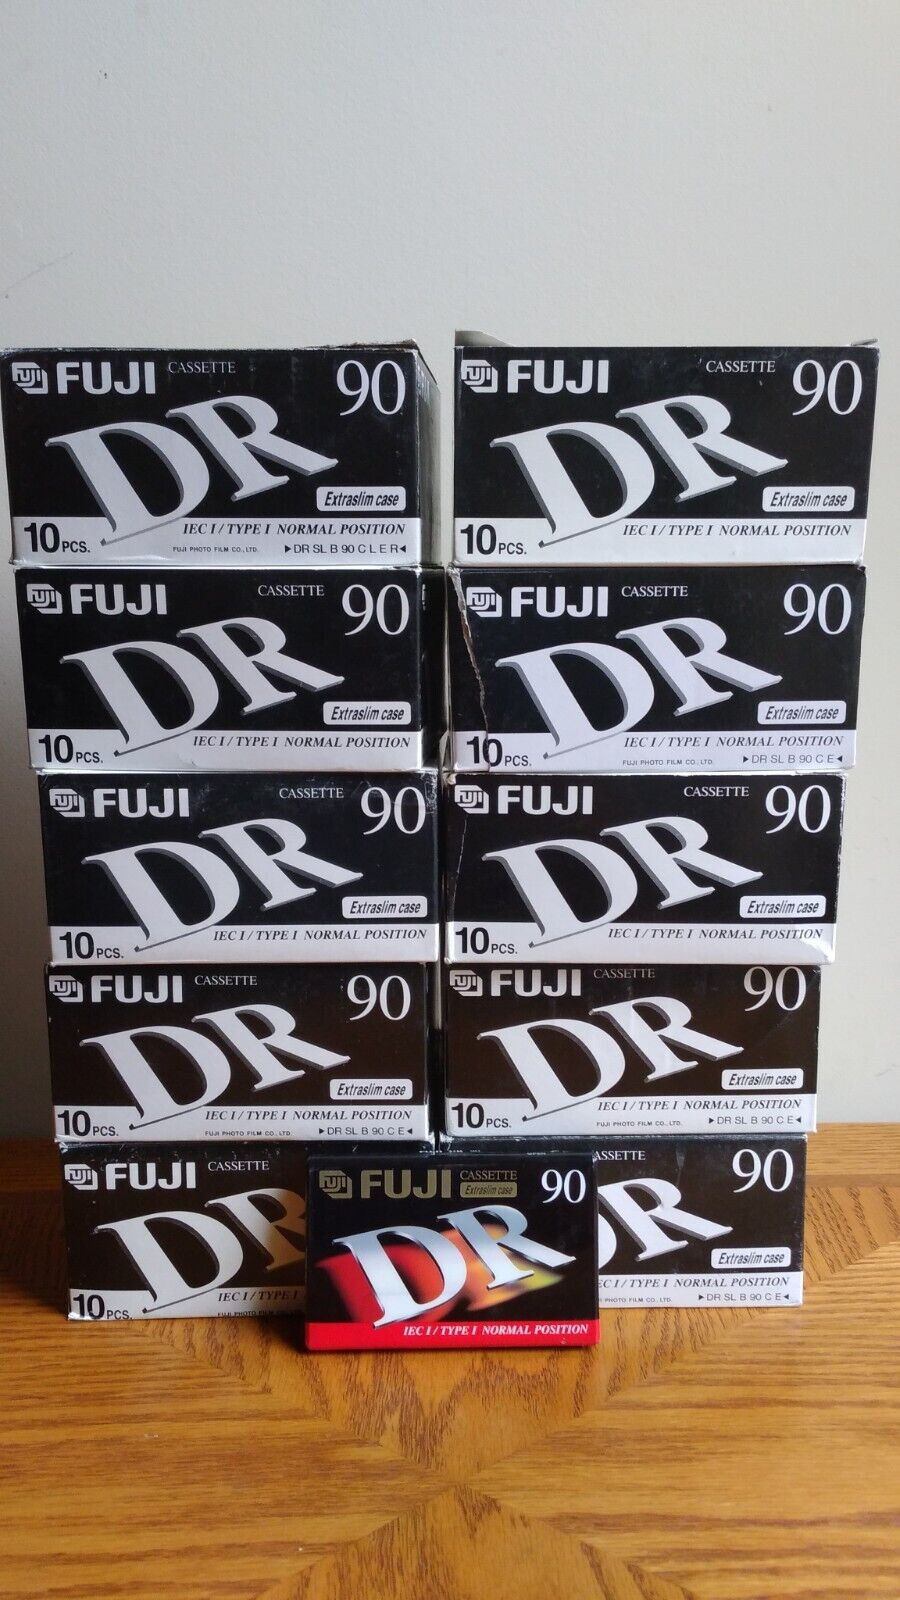 FUJI CASSETTE 90
DR
Extraslim case
IEC I / TYPE I NORMAL POSITION
10 PCS. FUJI PHOTO FILM CO., LTD. ▶DR SL B 90 C L E R◀
FUJI CASSETTE 90
DR
Extraslim case
IEC I / TYPE I NORMAL POSITION
10 PCS.
FUJI CASSETTE 90
DR
Extraslim case
IEC I / TYPE I NORMAL POSITION
10 PCS.
FUJI CASSETTE 90
DR
Extraslim case
IEC I / TYPE I NORMAL POSITION
10 PCS. FUJI PHOTO FILM CO., LTD. ▶DR SL B 90 C E◀
FUJI CASSETTE 90
DR
Extraslim case
IEC I / TYPE I NORMAL POSITION
10 PCS.
FUJI CASSETTE 90
DR
Extraslim case
IEC I / TYPE I NORMAL POSITION
10 PCS.
FUJI CASSETTE 90
DR
Extraslim case
IEC I / TYPE I NORMAL POSITION
10 PCS. FUJI PHOTO FILM CO., LTD. ▶DR SL B 90 C E◀
FUJI CASSETTE 90
DR
Extraslim case
IEC I / TYPE I NORMAL POSITION
10 PCS. FUJI PHOTO FILM CO., LTD. ▶DR SL B 90 C E◀
FUJI CASSETTE
DR
IEC I /
10 PCS. FUJI PHOTO FILM
ASSETTE 90
DR
Extraslim case
EC I / TYPE I NORMAL POSITION
PHOTO FILM CO., LTD. ▶DR SL B 90 C E◀
FUJI CASSETTE 90
Extraslim case
DR
IEC I / TYPE I NORMAL POSITION